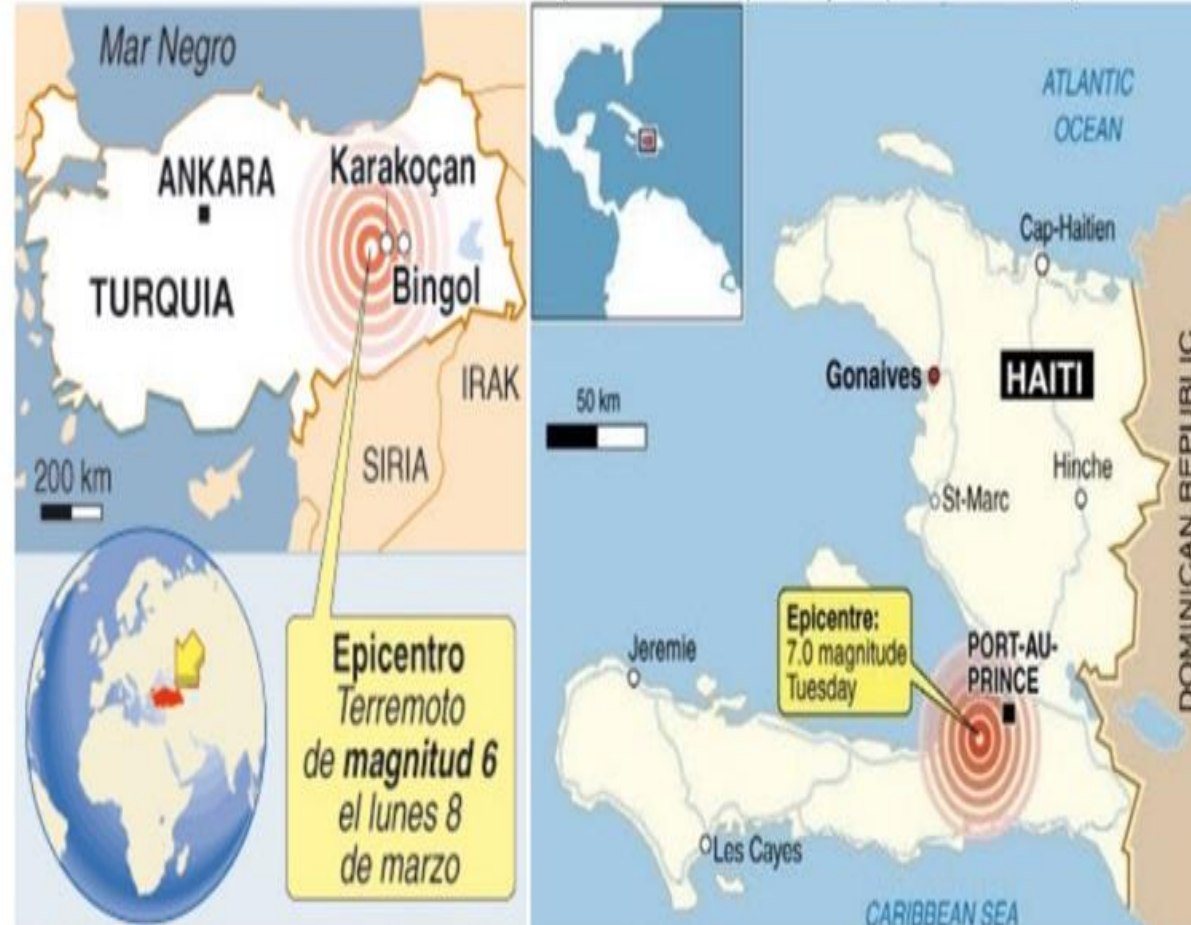 Mar Negro
ANKARA
Karakoçan
TURQUIA
Bingol
IRAK
SIRIA
200 km
Epicentro
Terremoto
de magnitud 6
el lunes 8
de marzo
ATLANTIC
OCEAN
Cap-Haitien
Gonaives
HAITI
50 km
Hinche
St-Marc
DOMINICAN REPUBLIC
Epicentre:
7.0 magnitude
Tuesday
PORT-AU-
PRINCE
Jeremie
Les Cayes
CARIBBEAN SEA